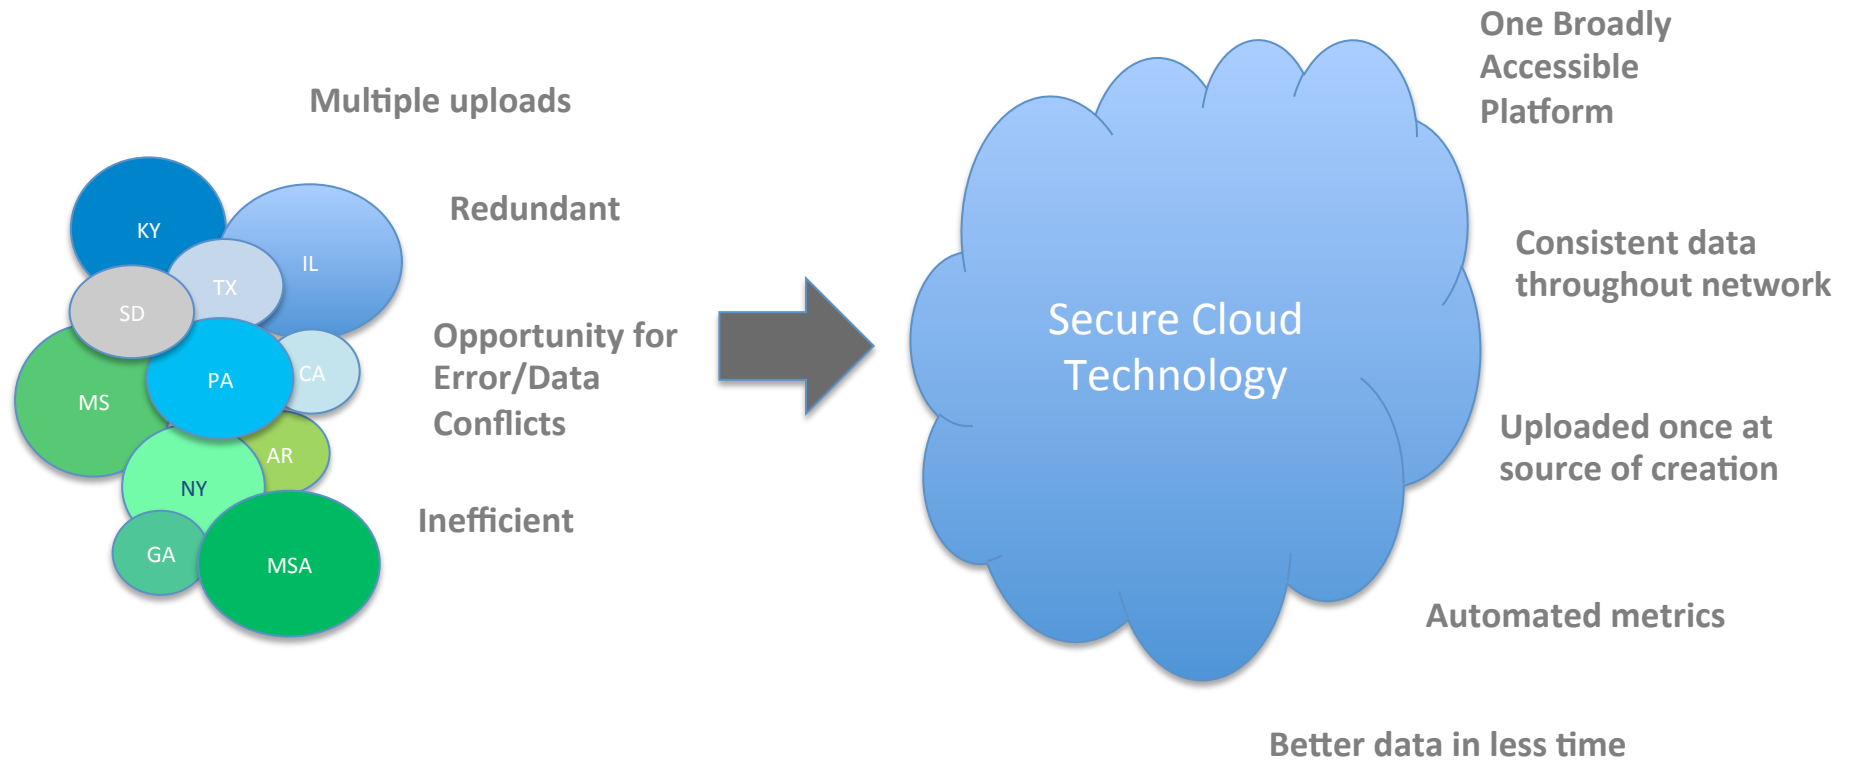 Multiple uploads
Redundant
Opportunity for
Error/Data
Conflicts
Inefficient
KY
IL
TX
SD
PA
CA
MS
AR
NY
GA
MSA
Secure Cloud
Technology
One Broadly
Accessible
Platform
Consistent data
throughout network
Uploaded once at
source of creation
Automated metrics
Better data in less time